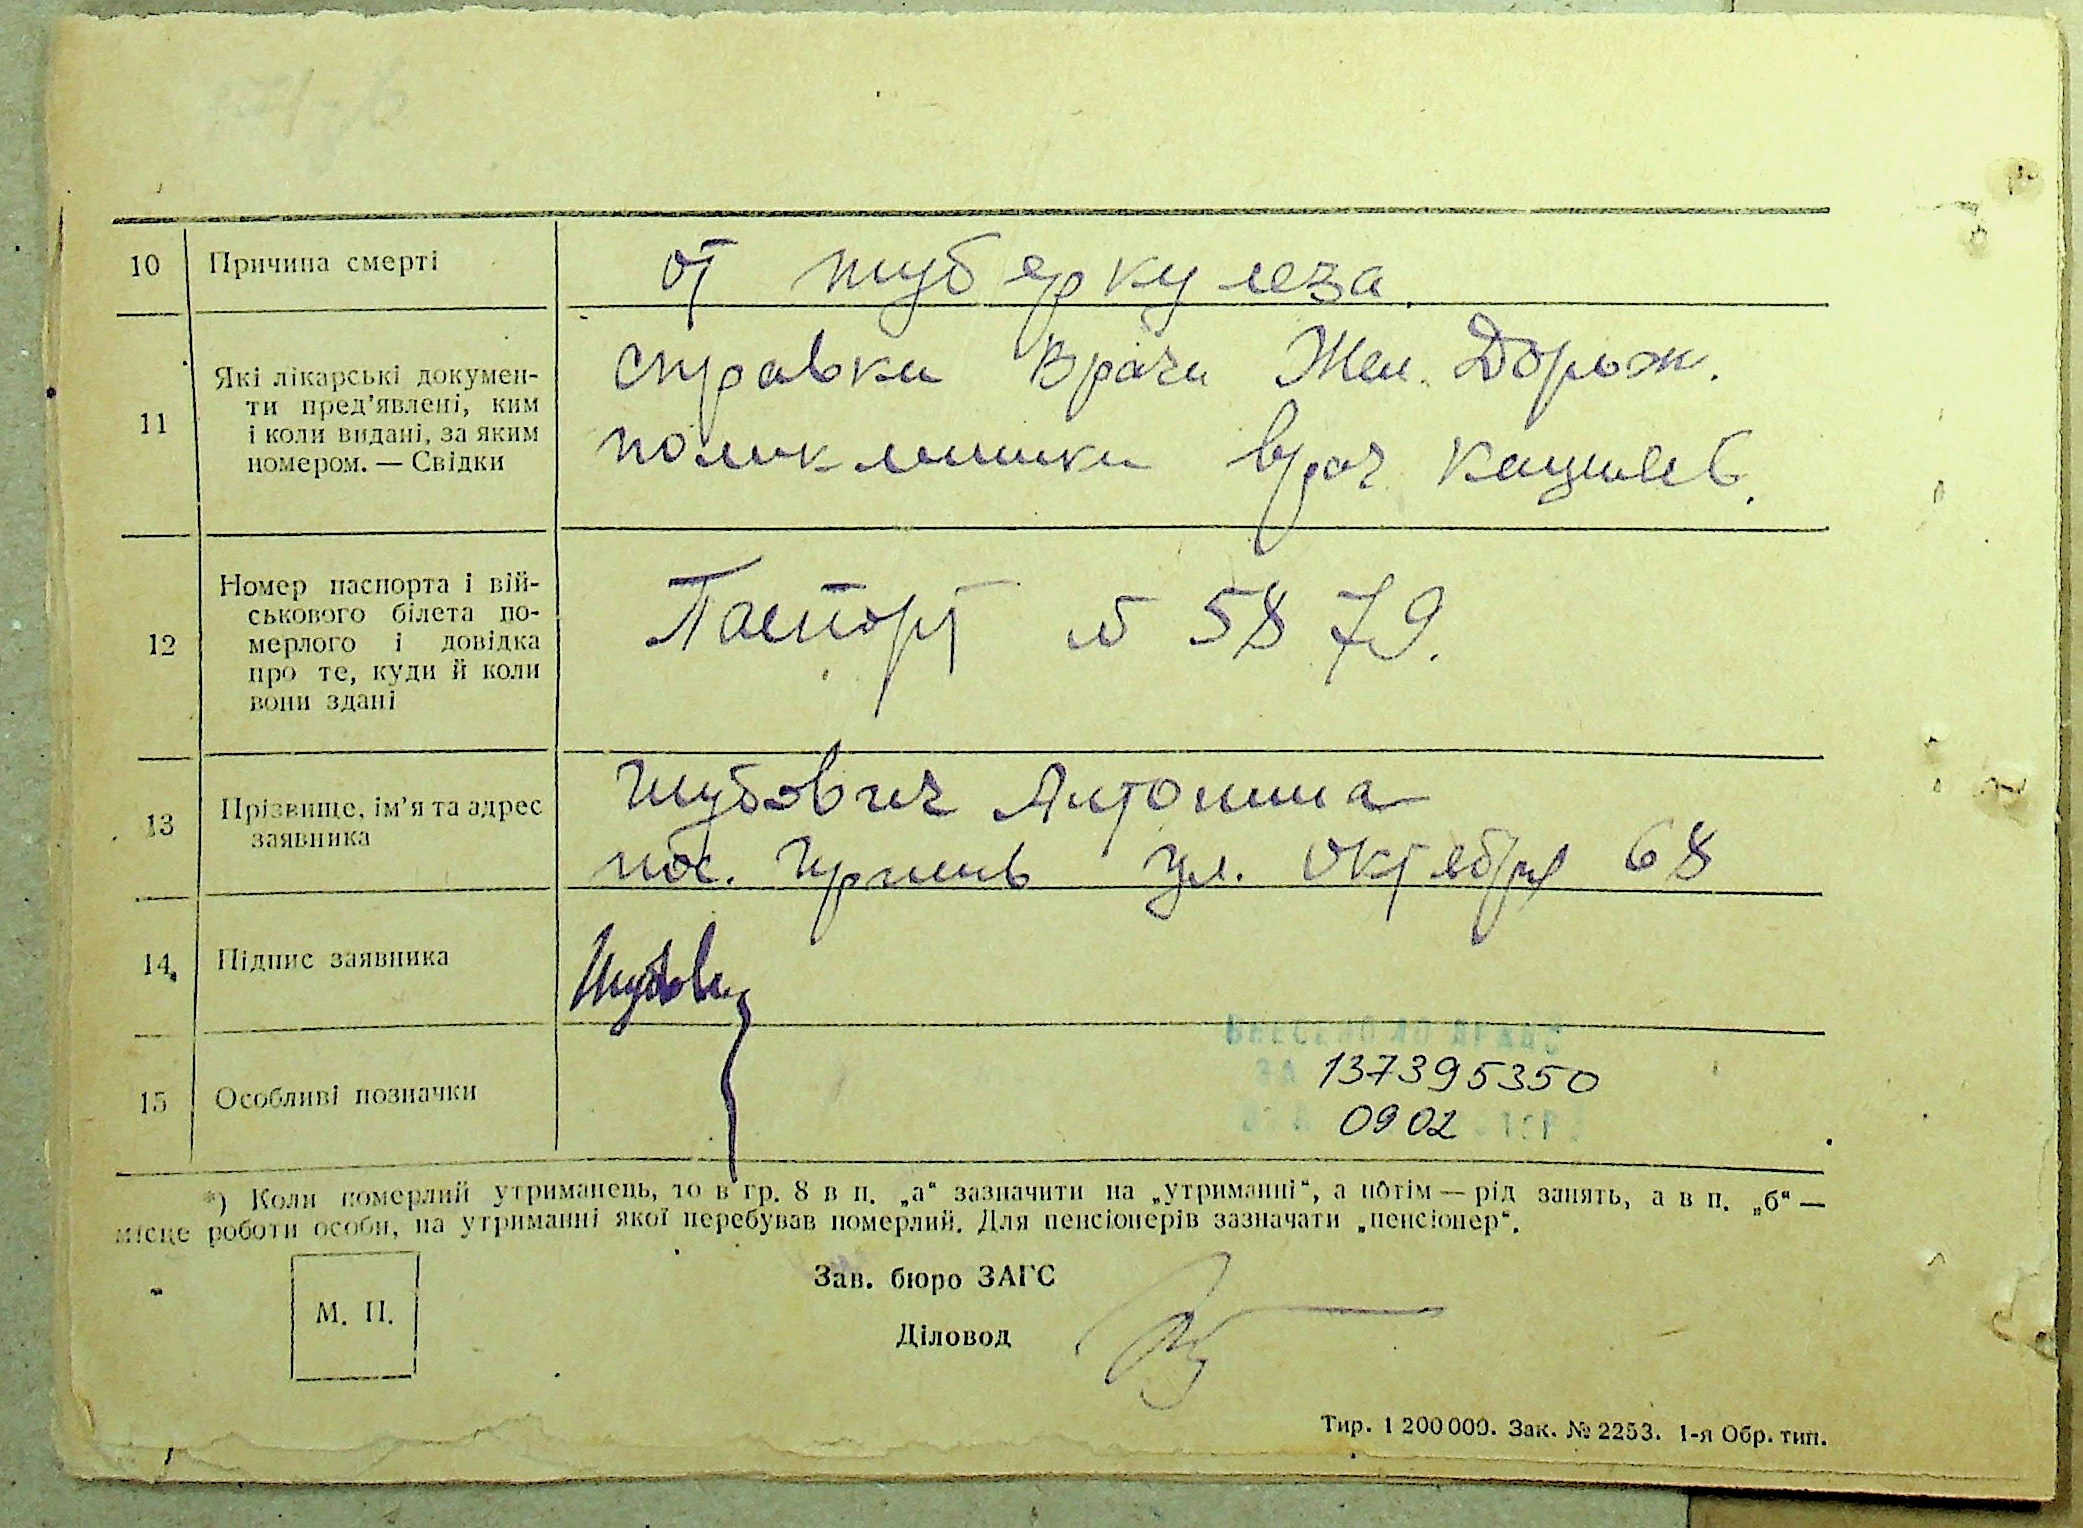 10 Причина смерті от туберкулеза
11 Які лікарські докумен-
ти пред'явлені, ким
і коли видані, за яким
номером. — Свідки
справки врачи Жел. Дорож.
поликлиники врач
12 Номер паспорта і вій-
ськового білета по-
мерлого і довідка
про те, куди й коли
вони здані
Паспорт № 5879.
13 Прізвище, ім'я та адрес
заявника
Шубович Антонина
пос. Ирпень ул. Октября 68
14 Підпис заявника Шубович
15 Особливі позначки
137395350
0902
*) Коли померлий утриманець, то в гр. 8 в п. „а“ зазначити на „утриманні“, а потім — рід занять, а в п. „б“ —
місце роботи особи, на утриманні якої перебував померлий. Для пенсіонерів зазначати „пенсіонер“.
М. П.
Зав. бюро ЗАГС
Діловод
Тир. 1 200 000. Зак. № 2253. 1-я Обр. тип.